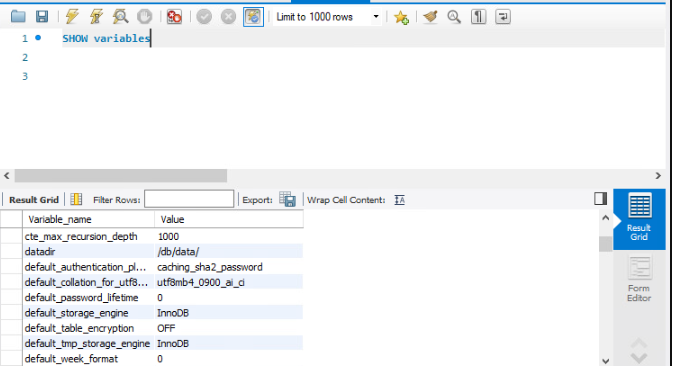 Limit to 1000 rows
1 SHOW variables
2
3
Result Grid Filter Rows: Export: Wrap Cell Content:
Variable_name Value
cte_max_recursion_depth 1000
datadir /db/data/
default_authentication_pl... caching_sha2_password
default_collation_for_utf8... utf8mb4_0900_ai_ci
default_password_lifetime 0
default_storage_engine InnoDB
default_table_encryption OFF
default_tmp_storage_engine InnoDB
default_week_format 0
Result
Grid
Form
Editor